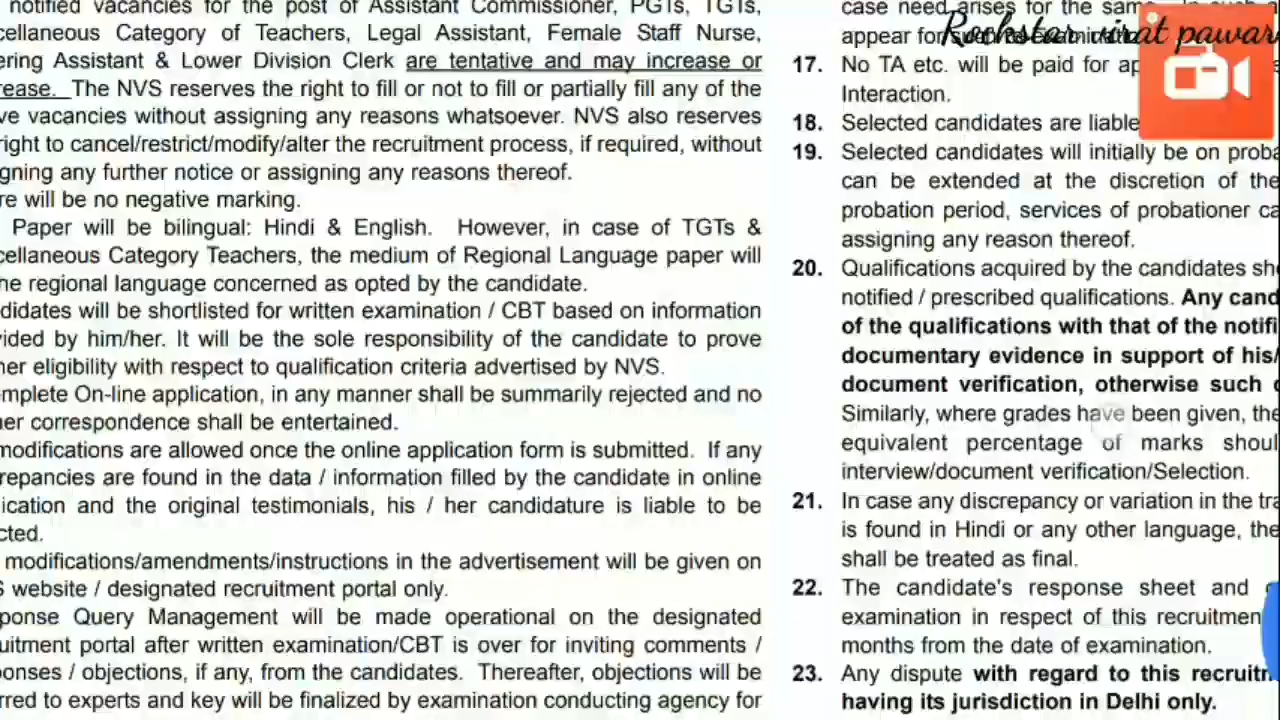 notified vacancies for the post of Assistant Commissioner, PGTs, TGTs,
cellaneous Category of Teachers, Legal Assistant, Female Staff Nurse,
ering Assistant & Lower Division Clerk are tentative and may increase or
rease. The NVS reserves the right to fill or not to fill or partially fill any of the
ve vacancies without assigning any reasons whatsoever. NVS also reserves
right to cancel/restrict/modify/alter the recruitment process, if required, without
gning any further notice or assigning any reasons thereof.
re will be no negative marking.
Paper will be bilingual: Hindi & English. However, in case of TGTs &
cellaneous Category Teachers, the medium of Regional Language paper will
he regional language concerned as opted by the candidate.
didates will be shortlisted for written examination / CBT based on information
vided by him/her. It will be the sole responsibility of the candidate to prove
her eligibility with respect to qualification criteria advertised by NVS.
mplete On-line application, in any manner shall be summarily rejected and no
her correspondence shall be entertained.
modifications are allowed once the online application form is submitted. If any
repancies are found in the data / information filled by the candidate in online
ication and the original testimonials, his / her candidature is liable to be
cted.
modifications/amendments/instructions in the advertisement will be given on
S website / designated recruitment portal only.
ponse Query Management will be made operational on the designated
uitment portal after written examination/CBT is over for inviting comments /
ponses / objections, if any, from the candidates. Thereafter, objections will be
rred to experts and key will be finalized by examination conducting agency for
case need arises for the same.
Rockstar virat pawar
appear for
17. No TA etc. will be paid for ap
Interaction.
18. Selected candidates are liable
19. Selected candidates will initially be on proba
can be extended at the discretion of the
probation period, services of probationer ca
assigning any reason thereof.
20. Qualifications acquired by the candidates sh
notified / prescribed qualifications. Any cand
of the qualifications with that of the notifi
documentary evidence in support of his/
document verification, otherwise such
Similarly, where grades have been given, the
equivalent percentage of marks shoul
interview/document verification/Selection.
21. In case any discrepancy or variation in the tra
is found in Hindi or any other language, the
shall be treated as final.
22. The candidate's response sheet and
examination in respect of this recruitmen
months from the date of examination.
23. Any dispute with regard to this recruitn
having its jurisdiction in Delhi only.